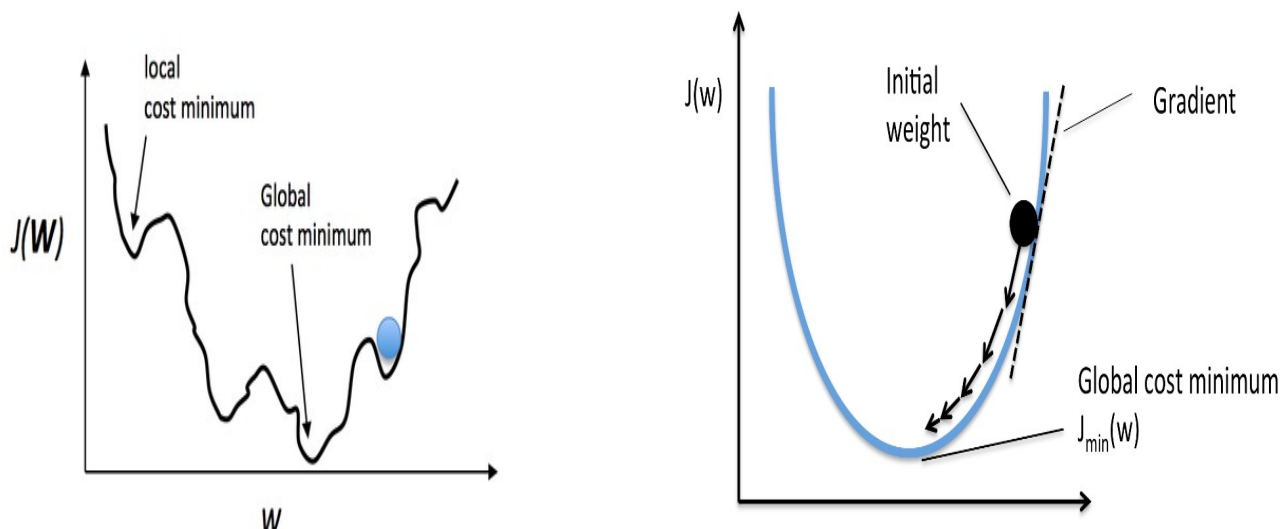 local
cost minimum
Global
cost minimum
J(W)
w
J(w)
Initial
weight
Gradient
Global cost minimum
Jmin(w)